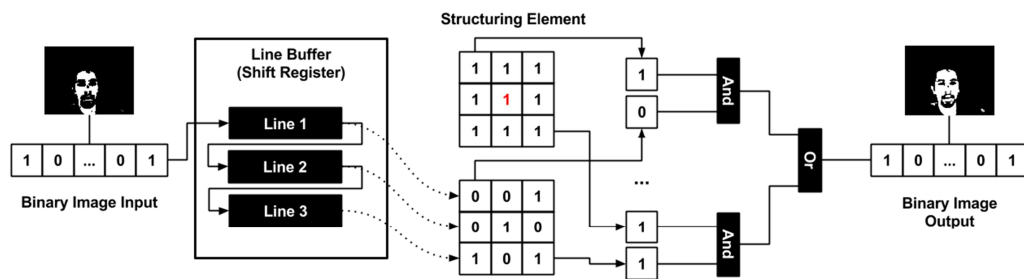 Structuring Element
Line Buffer
(Shift Register)
Line 1
Line 2
Line 3
1 0 ... 0 1
Binary Image Input
1 1 1
1 1 1
1 1 1
0 0 1
0 1 0
1 0 1
1
0
And
...
1
1
And
Or
1 0 ... 0 1
Binary Image
Output